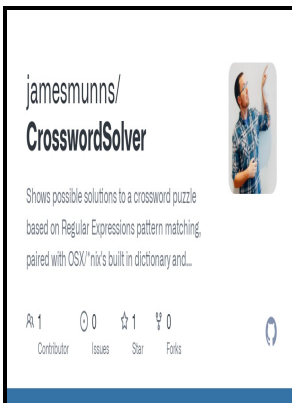 jamesmunns/
CrosswordSolver
Shows possible solutions to a crossword puzzle
based on Regular Expressions pattern matching,
paired with OSX/*nix's built in dictionary and...
1 0 1 0
Contributor Issues Star Forks